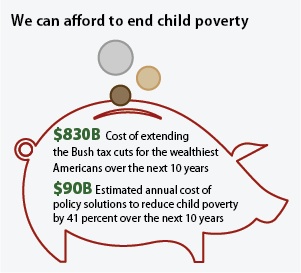 We can afford to end child poverty
$830B Cost of extending
the Bush tax cuts for the wealthiest
Americans over the next 10 years
$90B Estimated annual cost of
policy solutions to reduce child poverty
by 41 percent over the next 10 years